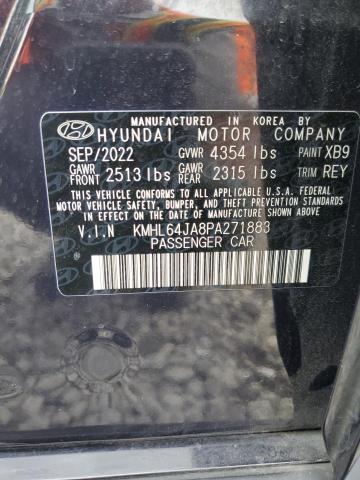 MANUFACTURED IN KOREA BY
HYUNDAI MOTOR COMPANY
SEP/2022 GVWR 4354 lbs PAINT XB9
GAWR FRONT 2513 lbs GAWR REAR 2315 lbs TRIM REY
THIS VEHICLE CONFORMS TO ALL APPLICABLE U.S.A. FEDERAL
MOTOR VEHICLE SAFETY, BUMPER, AND THEFT PREVENTION
STANDARDS IN EFFECT ON THE DATE OF MANUFACTURE SHOWN ABOVE.
V.I.N KMHL64JA8PA271883
PASSENGER CAR